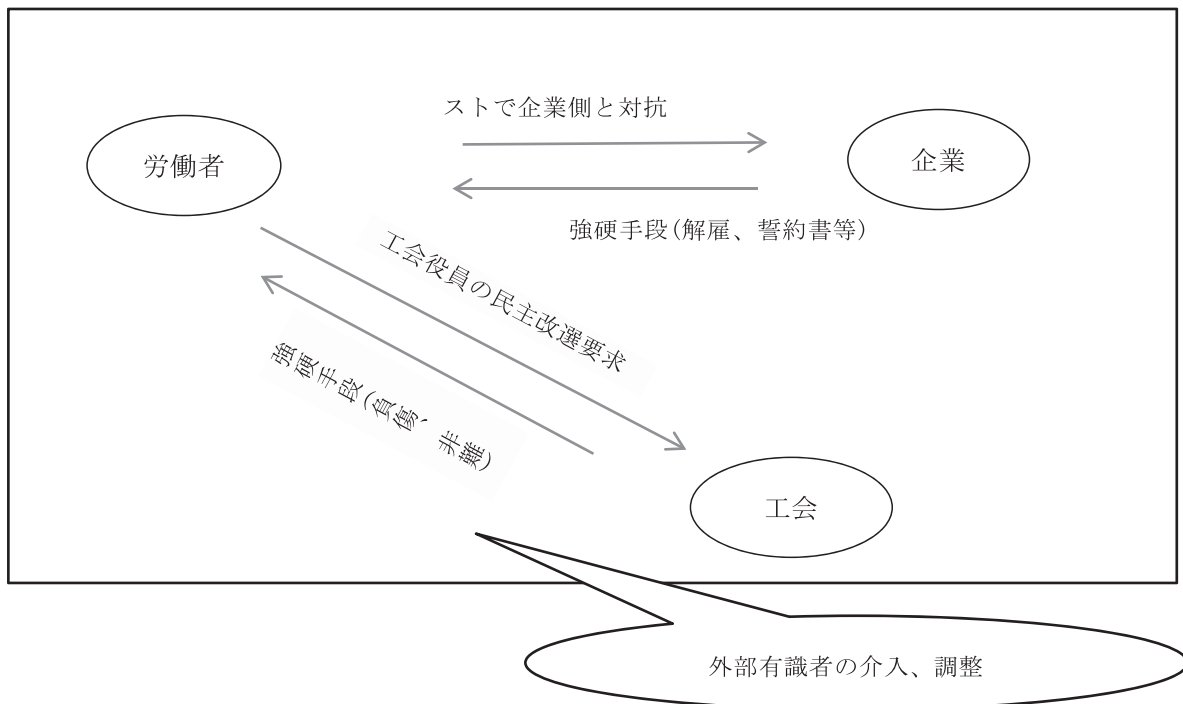 ストで企業側と対抗
労働者
企業
強硬手段(解雇、誓約書等)
工会役員の民主改選要求
強硬手段(負傷、非難)
工会
外部有識者の介入、調整